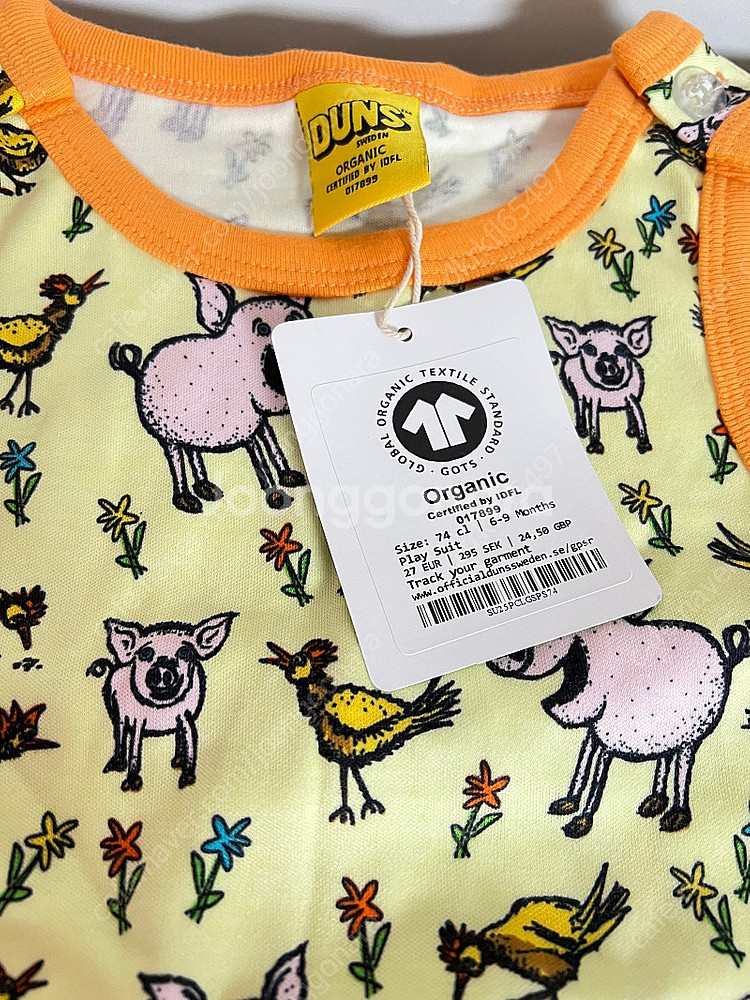 DUNS
SWEDEN
ORGANIC
CERTIFIED BY IDFL
017899
GLOBAL ORGANIC TEXTILE STANDARD · GOTS ·
Organic
Certified by IDFL
017899
Size: 74 cl | 6-9 Months
Play Suit
27 EUR | 295 SEK | 24,50 GBP
Track your garment
www.officialdunssweden.se/gpsr
SU25PCLGSPS74